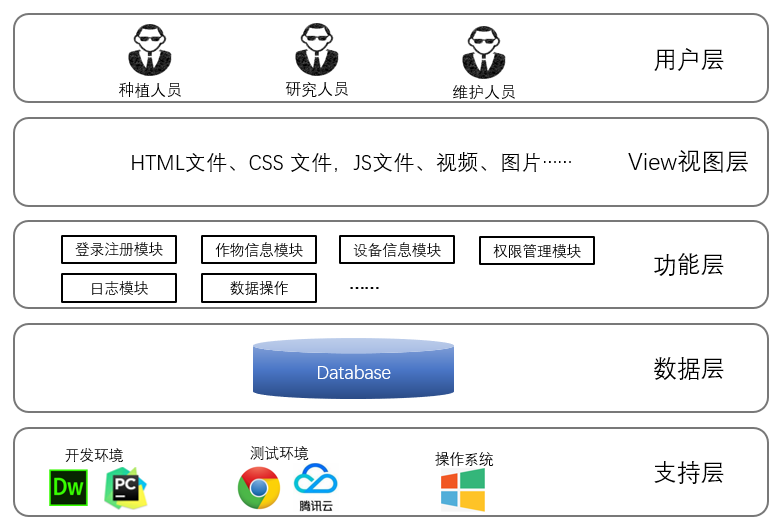 种植人员
研究人员
维护人员
用户层
HTML文件、CSS 文件，JS文件、视频、图片······
View视图层
登录注册模块
作物信息模块
设备信息模块
权限管理模块
日志模块
数据操作
······
功能层
Database
数据层
开发环境
测试环境
操作系统
Dw
PC
腾讯云
支持层